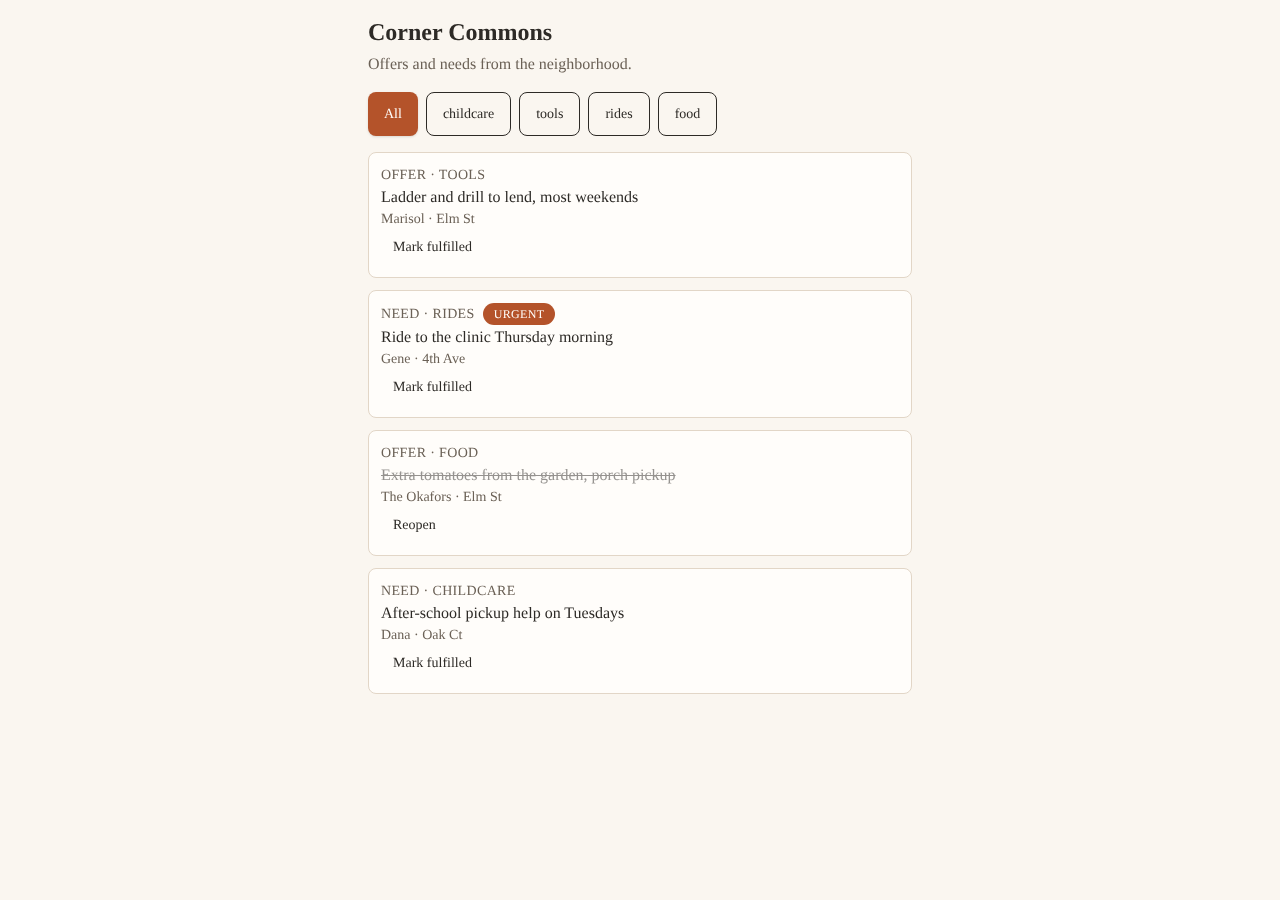 Corner Commons
Offers and needs from the neighborhood.
All childcare tools rides food
OFFER · TOOLS
Ladder and drill to lend, most weekends
Marisol · Elm St
Mark fulfilled
NEED · RIDES URGENT
Ride to the clinic Thursday morning
Gene · 4th Ave
Mark fulfilled
OFFER · FOOD
Extra tomatoes from the garden, porch pickup
The Okafors · Elm St
Reopen
NEED · CHILDCARE
After-school pickup help on Tuesdays
Dana · Oak Ct
Mark fulfilled